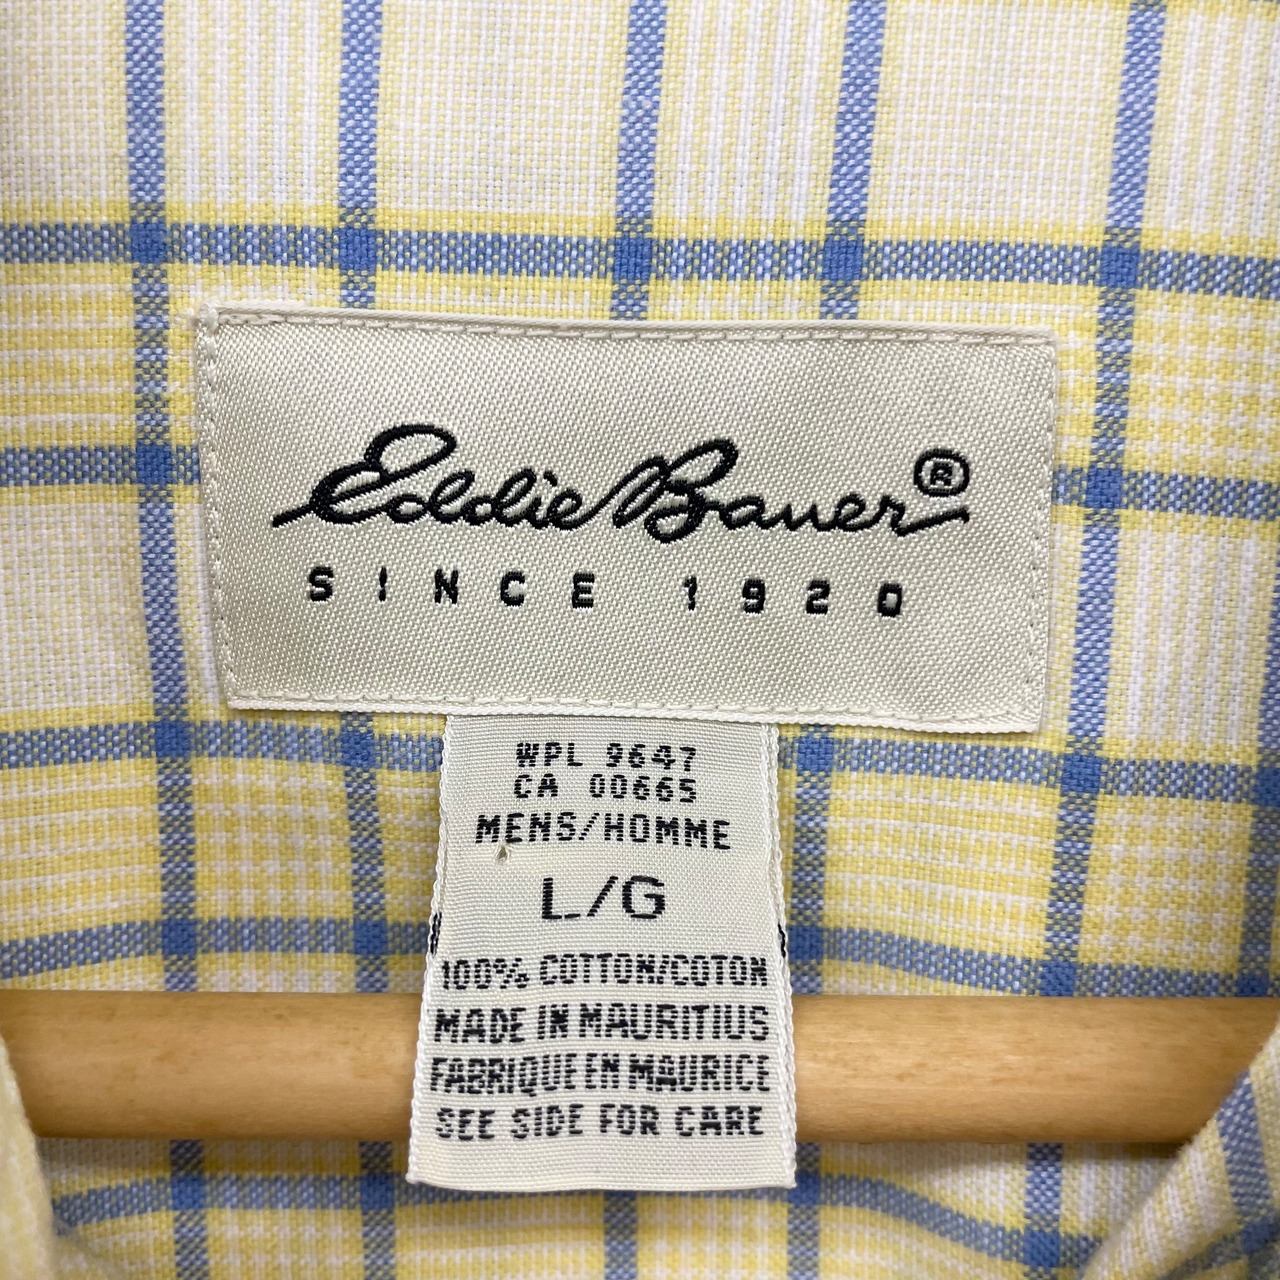 Eddie Bauer®
SINCE 1920
WPL 9647
CA 00665
MENS/HOMME
L/G
100% COTTON/COTON
MADE IN MAURITIUS
FABRIQUE EN MAURICE
SEE SIDE FOR CARE